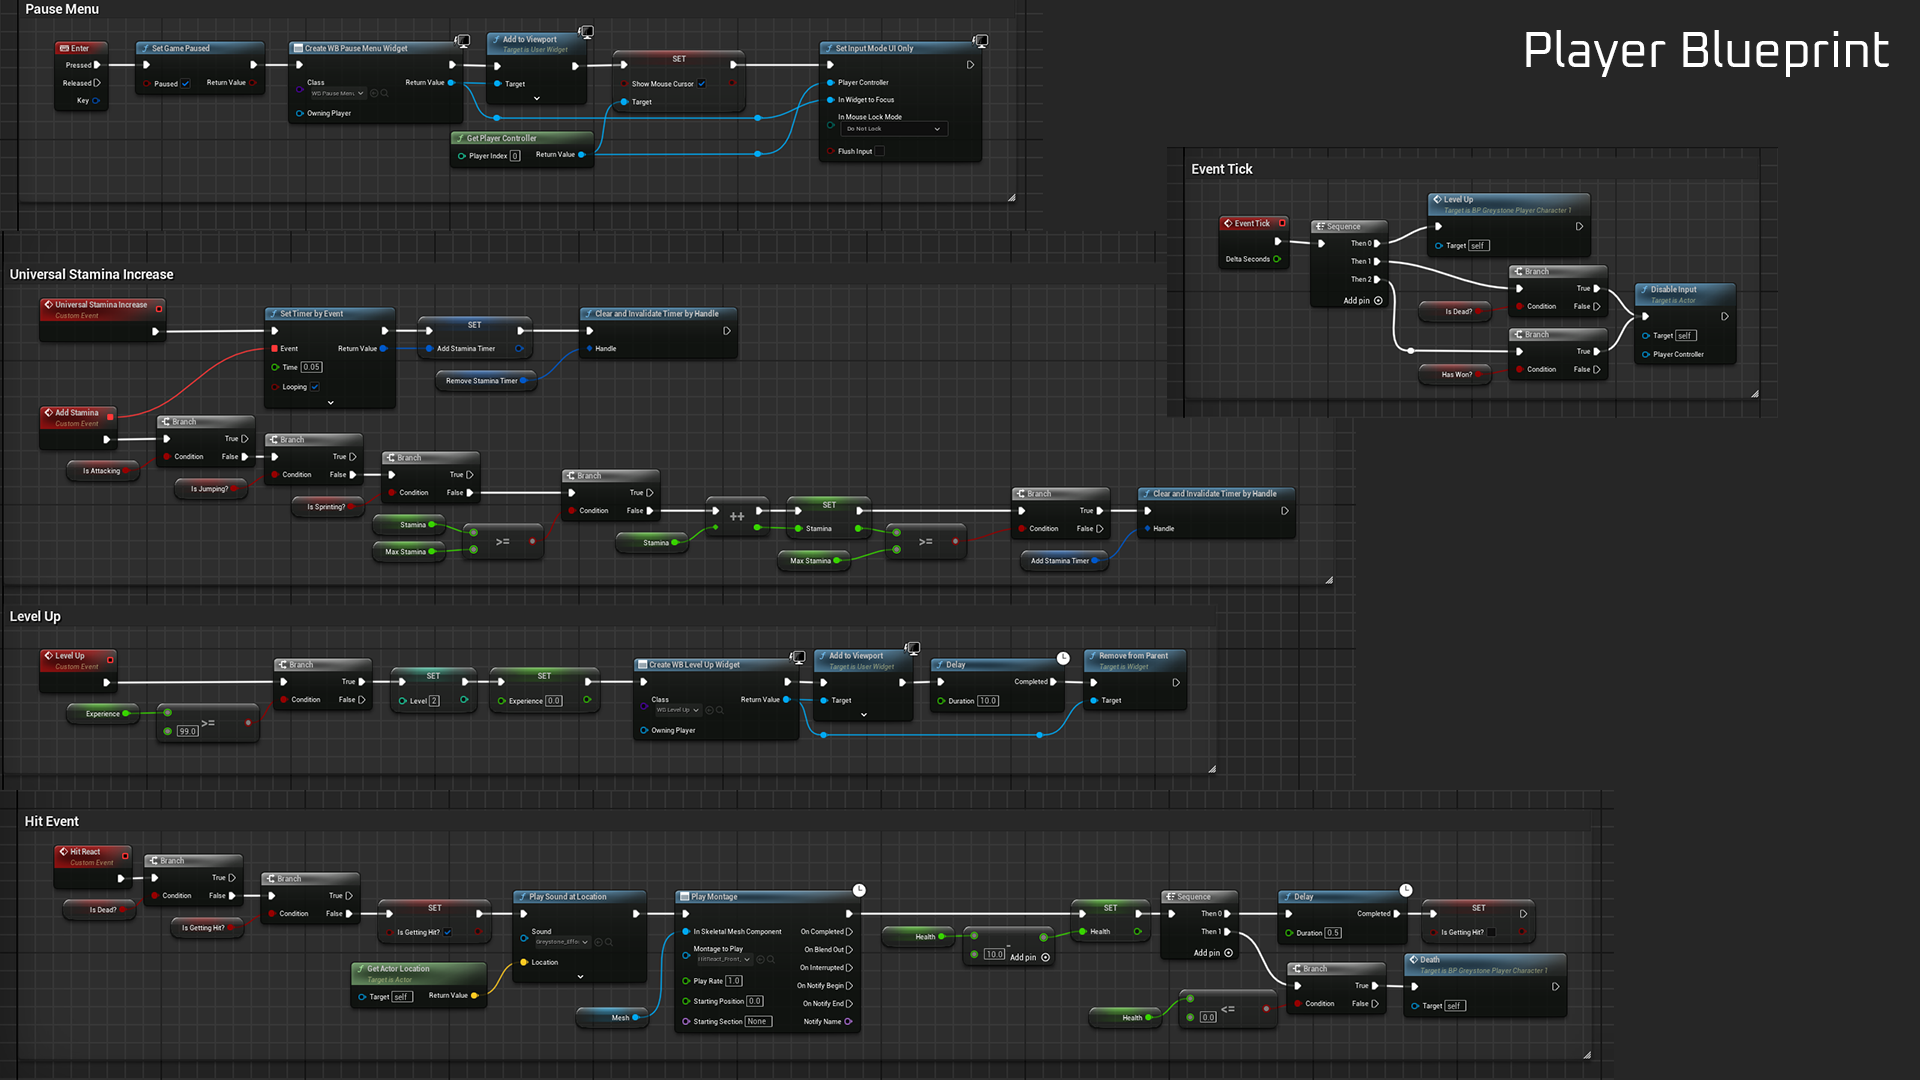 Pause Menu
Player Blueprint
Enter
Pressed
Released
Key
Set Game Paused
Paused
Return Value
Create WB Pause Menu Widget
Class
WB Pause Menu
Return Value
Owning Player
Add to Viewport
Target is User Widget
Target
SET
Show Mouse Cursor
Target
Get Player Controller
Player Index 0
Return Value
Set Input Mode UI Only
Player Controller
In Widget to Focus
In Mouse Lock Mode
Do Not Lock
Flush Input
Event Tick
Event Tick
Delta Seconds
Sequence
Then 0
Then 1
Then 2
Add pin
Level Up
Target is BP Greystone Player Character 1
Target self
Branch
True
Condition
False
Is Dead?
Branch
True
Condition
False
Has Won?
Disable Input
Target is Actor
Target self
Player Controller
Universal Stamina Increase
Universal Stamina Increase
Custom Event
Set Timer by Event
Event
Return Value
Time 0.05
Looping
SET
Add Stamina Timer
Clear and Invalidate Timer by Handle
Handle
Remove Stamina Timer
Add Stamina
Custom Event
Branch
True
Condition
False
Is Attacking
Branch
True
Condition
False
Is Jumping?
Branch
True
Condition
False
Is Sprinting?
Stamina
Max Stamina
>=
Branch
True
Condition
False
Stamina
++
SET
Stamina
Max Stamina
>=
Branch
True
Condition
False
Add Stamina Timer
Clear and Invalidate Timer by Handle
Handle
Level Up
Level Up
Custom Event
Experience
>=
99.0
Branch
True
Condition
False
SET
Level 2
SET
Experience 0.0
Create WB Level Up Widget
Class
WB Level Up
Return Value
Owning Player
Add to Viewport
Target is User Widget
Target
Delay
Completed
Duration 10.0
Remove from Parent
Target is Widget
Target
Hit Event
Hit React
Custom Event
Is Dead?
Branch
True
Condition
False
Is Getting Hit?
Branch
True
Condition
False
SET
Is Getting Hit?
Get Actor Location
Target is Actor
Target self
Return Value
Play Sound at Location
Sound
Greystone_Effo
Location
Mesh
Play Montage
In Skeletal Mesh Component
Montage to Play
HitReact_Front
Play Rate 1.0
Starting Position 0.0
Starting Section None
On Completed
On Blend Out
On Interrupted
On Notify Begin
On Notify End
Notify Name
Health
-
10.0
Add pin
SET
Health
Sequence
Then 0
Then 1
Add pin
Delay
Completed
Duration 0.5
SET
Is Getting Hit?
Health
<=
0.0
Branch
True
Condition
False
Death
Target is BP Greystone Player Character 1
Target self